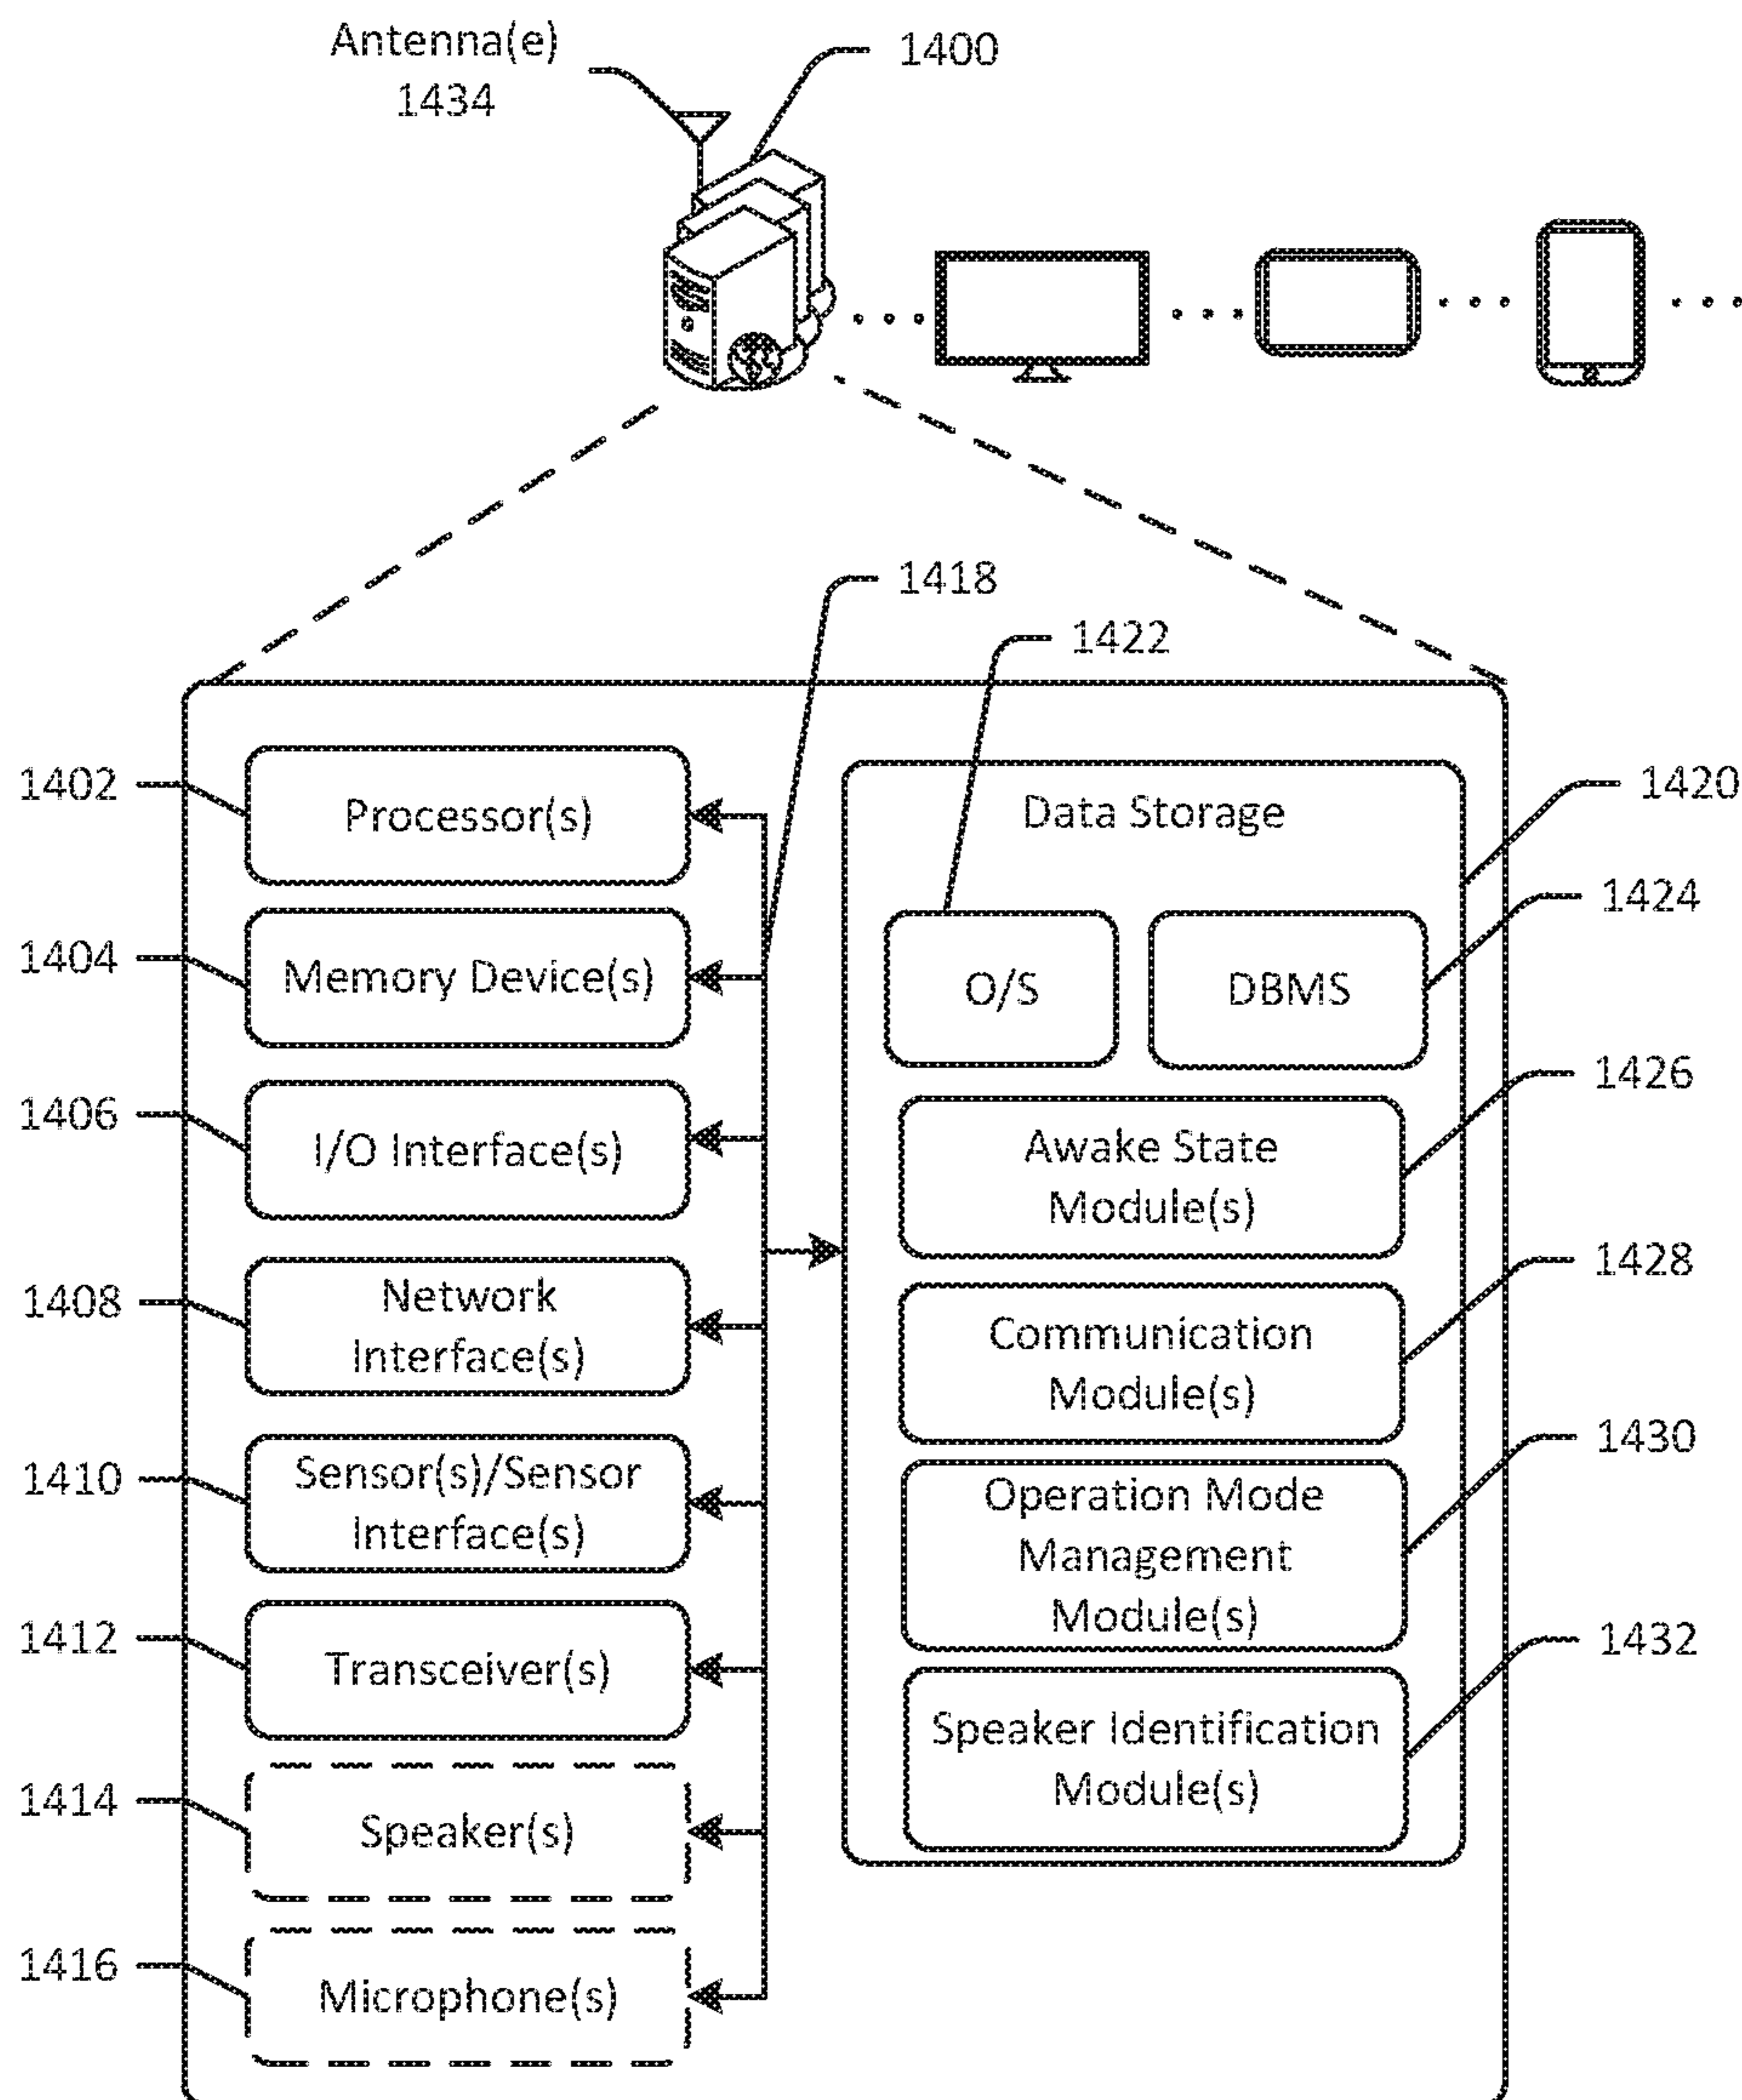 Antenna(e)
1434
1400
1418
1422
1402
Processor(s)
Data Storage
1420
1404
Memory Device(s)
O/S
DBMS
1424
1406
I/O Interface(s)
Awake State
Module(s)
1426
1408
Network
Interface(s)
Communication
Module(s)
1428
1410
Sensor(s)/Sensor
Interface(s)
Operation Mode
Management
Module(s)
1430
1412
Transceiver(s)
Speaker Identification
Module(s)
1432
1414
Speaker(s)
1416
Microphone(s)